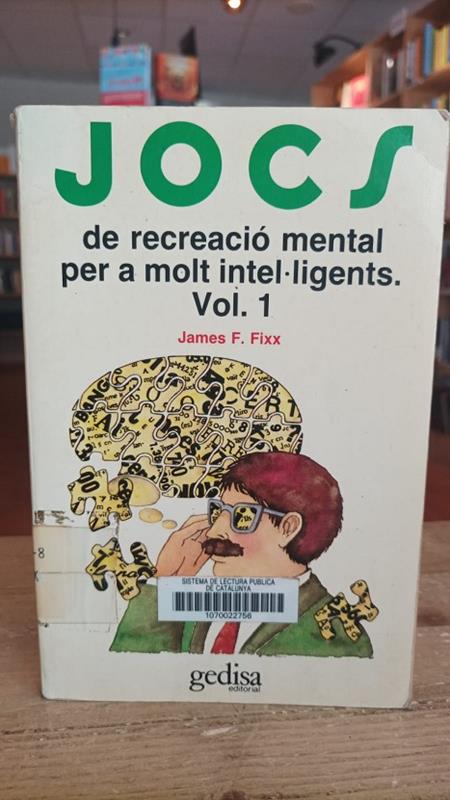 JOCS
de recreació mental
per a molt intel·ligents.
Vol. 1
James F. Fixx
SISTEMA DE LECTURA PUBLICA
DE CATALUNYA
1070022756
gedisa
editorial